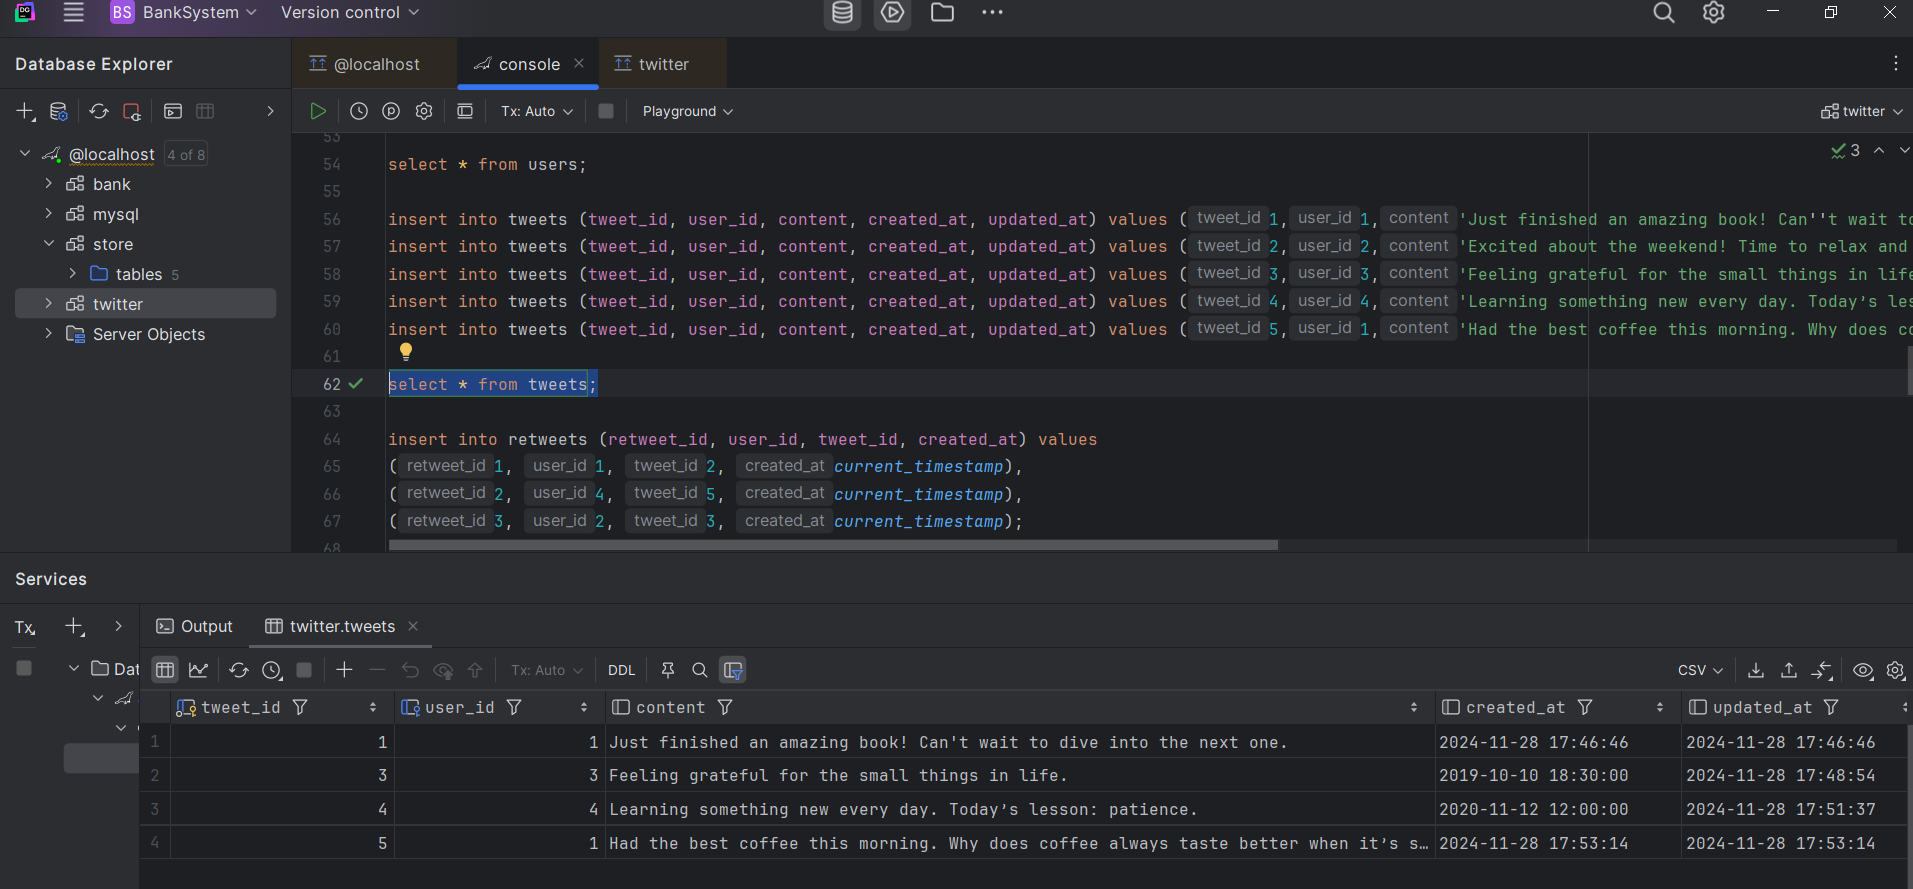 BS BankSystem Version control
Database Explorer
@localhost console twitter
Tx: Auto Playground twitter
@localhost 4 of 8
bank
mysql
store
tables 5
twitter
Server Objects
53
54 select * from users;
55
56 insert into tweets (tweet_id, user_id, content, created_at, updated_at) values ( tweet_id 1, user_id 1, content 'Just finished an amazing book! Can''t wait to
57 insert into tweets (tweet_id, user_id, content, created_at, updated_at) values ( tweet_id 2, user_id 2, content 'Excited about the weekend! Time to relax and
58 insert into tweets (tweet_id, user_id, content, created_at, updated_at) values ( tweet_id 3, user_id 3, content 'Feeling grateful for the small things in life
59 insert into tweets (tweet_id, user_id, content, created_at, updated_at) values ( tweet_id 4, user_id 4, content 'Learning something new every day. Today’s les
60 insert into tweets (tweet_id, user_id, content, created_at, updated_at) values ( tweet_id 5, user_id 1, content 'Had the best coffee this morning. Why does co
61
62 select * from tweets;
63
64 insert into retweets (retweet_id, user_id, tweet_id, created_at) values
65 ( retweet_id 1, user_id 1, tweet_id 2, created_at current_timestamp),
66 ( retweet_id 2, user_id 4, tweet_id 5, created_at current_timestamp),
67 ( retweet_id 3, user_id 2, tweet_id 3, created_at current_timestamp);
68
3
Services
Tx Output twitter.tweets
Dat
Tx: Auto DDL CSV
tweet_id user_id content created_at updated_at
1 1 1 Just finished an amazing book! Can't wait to dive into the next one. 2024-11-28 17:46:46 2024-11-28 17:46:46
2 3 3 Feeling grateful for the small things in life. 2019-10-10 18:30:00 2024-11-28 17:48:54
3 4 4 Learning something new every day. Today’s lesson: patience. 2020-11-12 12:00:00 2024-11-28 17:51:37
4 5 1 Had the best coffee this morning. Why does coffee always taste better when it’s s… 2024-11-28 17:53:14 2024-11-28 17:53:14